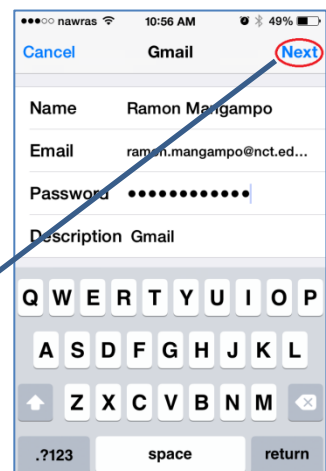 ●●●○○ nawras 10:56 AM 49%
Cancel Gmail Next
Name Ramon Mangampo
Email ramon.mangampo@nct.ed...
Password ●●●●●●●●●●●●
Description Gmail
Q W E R T Y U I O P
A S D F G H J K L
Z X C V B N M
.?123 space return